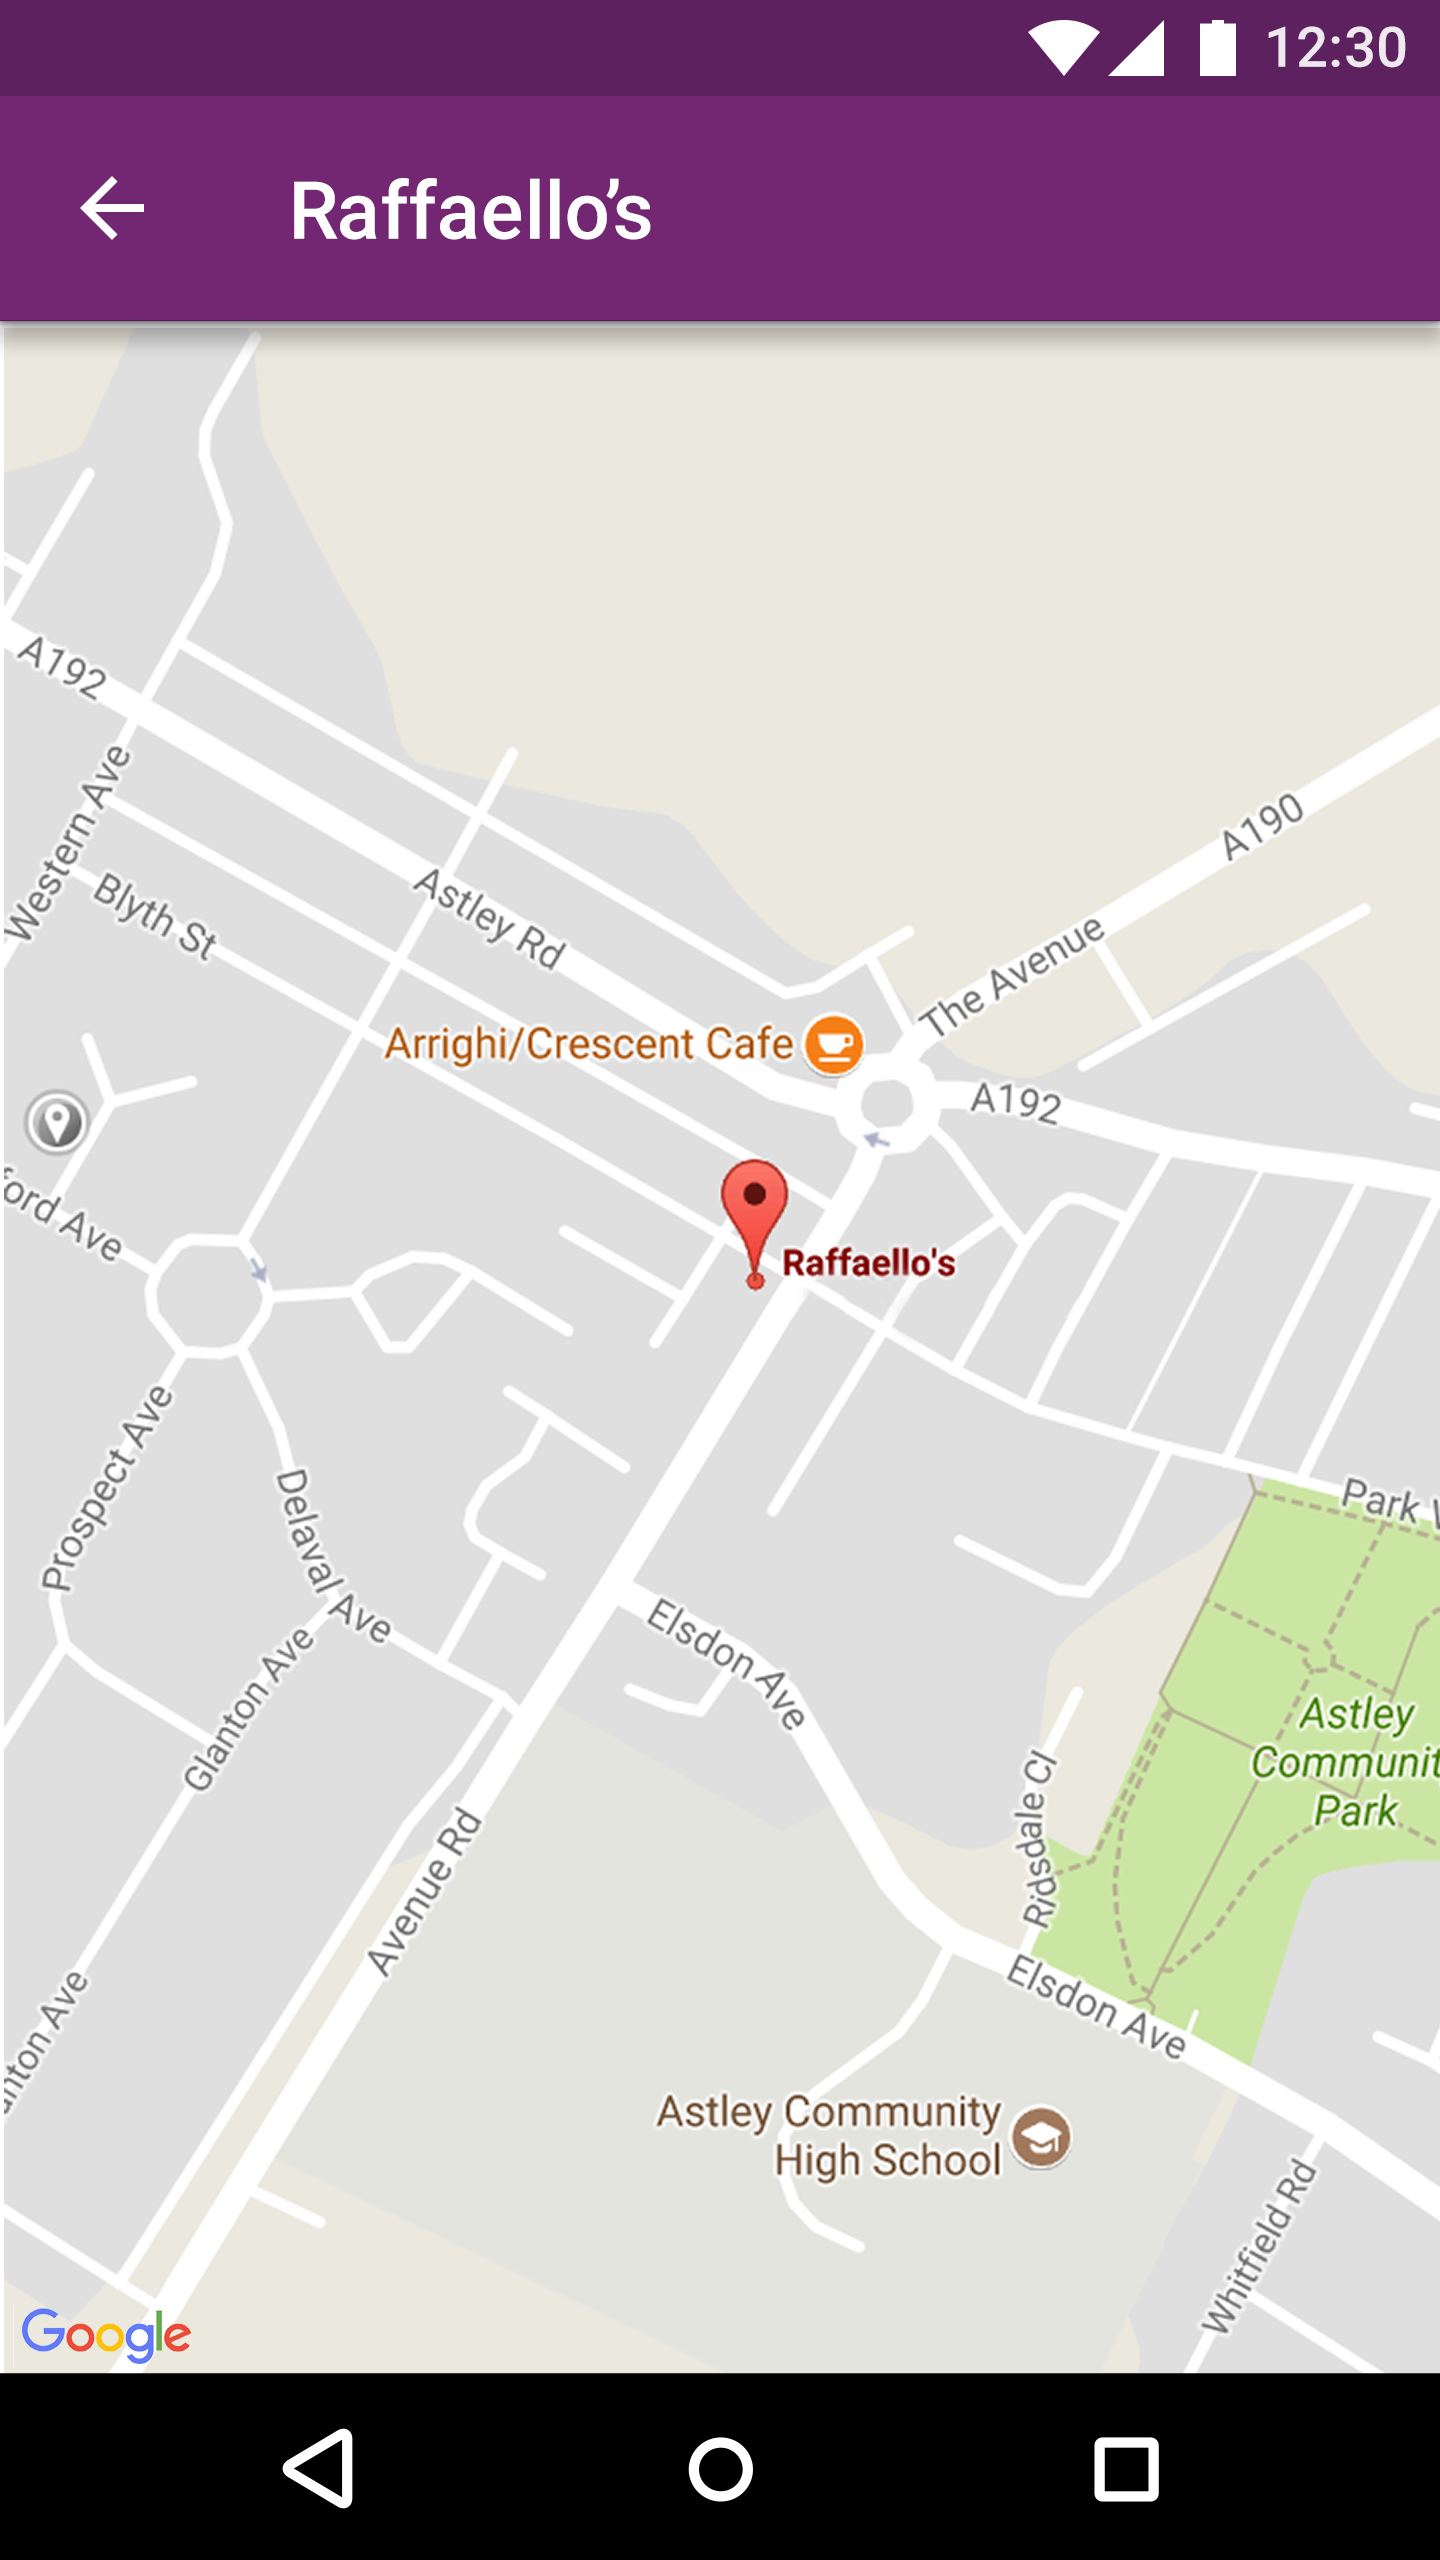 12:30
Raffaello’s
A192
Western Ave
Blyth St
Astley Rd
A190
The Avenue
Arrighi/Crescent Cafe
A192
ford Ave
Raffaello's
Prospect Ave
Delaval Ave
Park
Elsdon Ave
Glanton Ave
Astley
Communit
Park
Ridsdale Cl
Avenue Rd
Elsdon Ave
nton Ave
Astley Community
High School
Whitfield Rd
Google